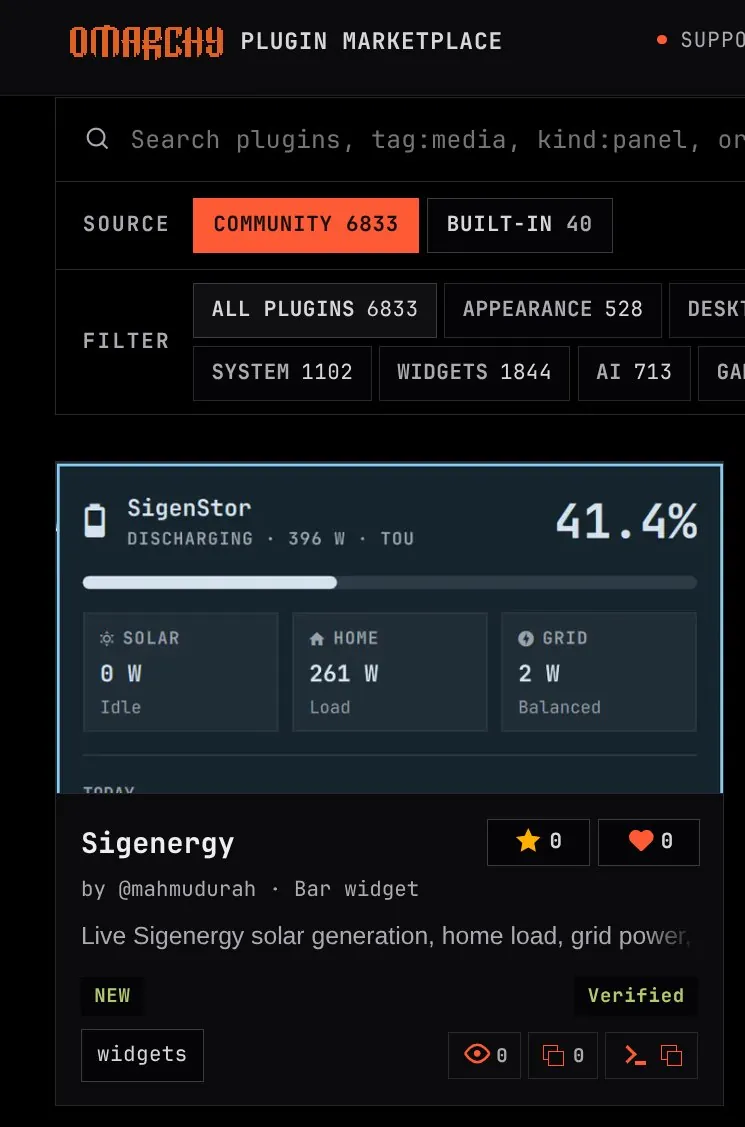 OMARCHY PLUGIN MARKETPLACE
SUPPO
Search plugins, tag:media, kind:panel, or
SOURCE COMMUNITY 6833 BUILT-IN 40
FILTER
ALL PLUGINS 6833 APPEARANCE 528 DESKT
SYSTEM 1102 WIDGETS 1844 AI 713 GA
SigenStor
DISCHARGING · 396 W · TOU
41.4%
SOLAR
0 W
Idle
HOME
261 W
Load
GRID
2 W
Balanced
TODAY
Sigenergy
0 0
by @mahmudurah · Bar widget
Live Sigenergy solar generation, home load, grid power,
NEW Verified
widgets 0 0